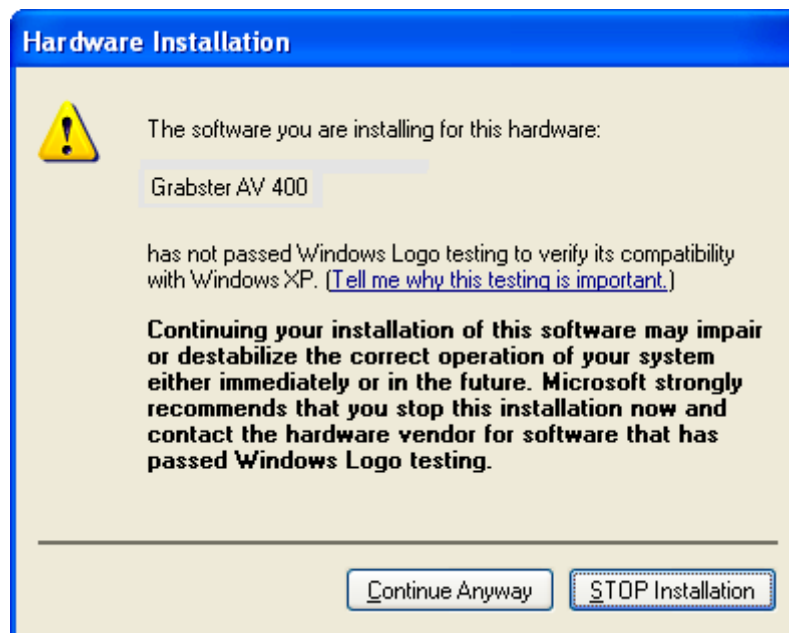 Hardware Installation
The software you are installing for this hardware:
Grabster AV 400
has not passed Windows Logo testing to verify its compatibility
with Windows XP. (Tell me why this testing is important.)
Continuing your installation of this software may impair
or destabilize the correct operation of your system
either immediately or in the future. Microsoft strongly
recommends that you stop this installation now and
contact the hardware vendor for software that has
passed Windows Logo testing.
Continue Anyway
STOP Installation